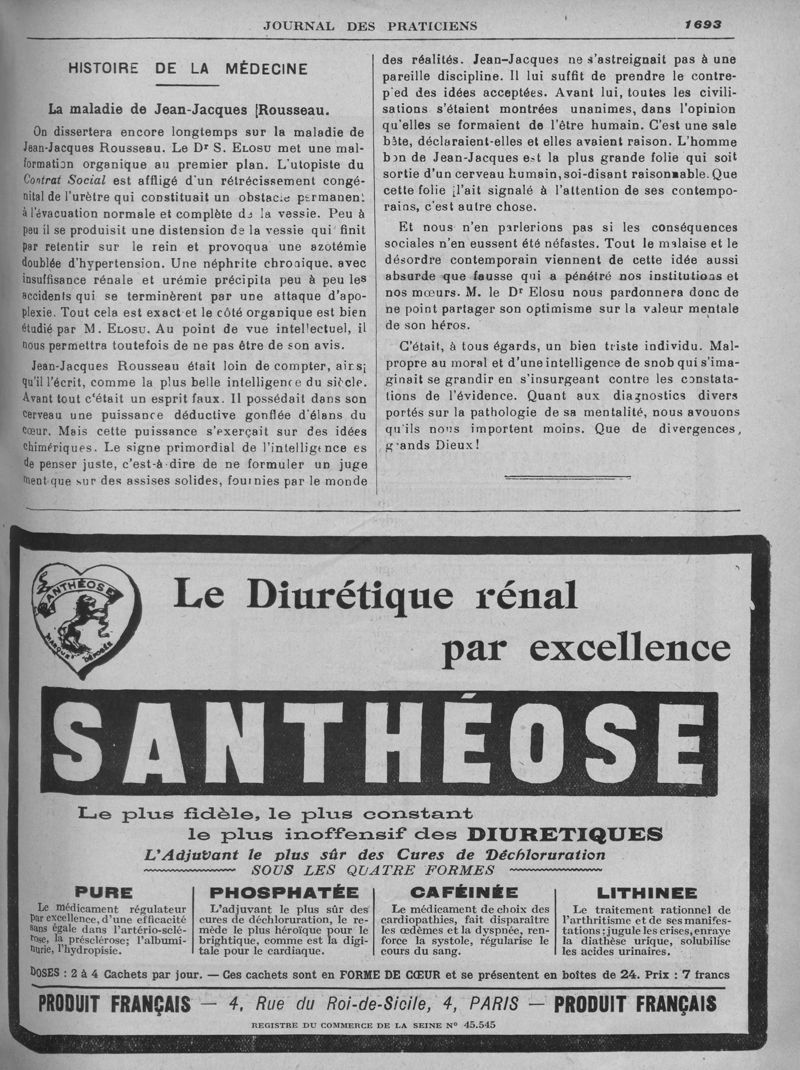 JOURNAL DES PRATICIENS
1693
HISTOIRE DE LA MÉDECINE
La maladie de Jean-Jacques [Rousseau.
On dissertera encore longtemps sur la maladie de
Jean-Jacques Rousseau. Le Dr S. ELOSU met une mal-
formation organique au premier plan. L'utopiste du
Contrat Social est affligé d'un rétrécissement congé-
nital de l'urètre qui constituait un obstacle permanent
à l'évacuation normale et complète de la vessie. Peu à
peu il se produisit une distension de la vessie qui finit
par retentir sur le rein et provoqua une azotémie
doublée d'hypertension. Une néphrite chronique. avec
insuffisance rénale et urémie précipita peu à peu les
accidents qui se terminèrent par une attaque d'apo-
plexie. Tout cela est exact et le côté organique est bien
étudié par M. ELOSU. Au point de vue intellectuel, il
nous permettra toutefois de ne pas être de son avis.
Jean-Jacques Rousseau était loin de compter, ainsi
qu'il l'écrit, comme la plus belle intelligence du siècle.
Avant tout c'était un esprit faux. Il possédait dans son
cerveau une puissance déductive gonflée d'élans du
cœur. Mais cette puissance s'exerçait sur des idées
chimériques. Le signe primordial de l'intelligence es
de penser juste, c'est-à-dire de ne formuler un juge
ment que sur des assises solides, fournies par le monde
des réalités. Jean-Jacques ne s'astreignait pas à une
pareille discipline. Il lui suffit de prendre le contre-
p'ed des idées acceptées. Avant lui, toutes les civili-
sations s'étaient montrées unanimes, dans l'opinion
qu'elles se formaient de l'être humain. C'est une sale
bête, déclaraient-elles et elles avaient raison. L'homme
bon de Jean-Jacques est la plus grande folie qui soit
sortie d'un cerveau humain, soi-disant raisonnable. Que
cette folie l'ait signalé à l'attention de ses contempo-
rains, c'est autre chose.
Et nous n'en parlerions pas si les conséquences
sociales n'en eussent été néfastes. Tout le malaise et le
désordre contemporain viennent de cette idée aussi
absurde que fausse qui a pénétré nos institutions et
nos mœurs. M. le Dr Elosu nous pardonnera donc de
ne point partager son optimisme sur la valeur mentale
de son héros.
C'était, à tous égards, un bien triste individu. Mal-
propre au moral et d'une intelligence de snob qui s'ima-
ginait se grandir en s'insurgeant contre les constata-
tions de l'évidence. Quant aux diagnostics divers
portés sur la pathologie de sa mentalité, nous avouons
qu'ils nous importent moins. Que de divergences,
grands Dieux!
SANTHÉOSE
MARQUE DÉPOSÉE
Le Diurétique rénal
par excellence
SANTHÉOSE
Le plus fidèle, le plus constant
le plus inoffensif des DIURETIQUES
L'Adjuvant le plus sûr des Cures de Déchloruration
SOUS LES QUATRE FORMES
PURE
Le médicament régulateur
par excellence, d'une efficacité
sans égale dans l'artério-sclé-
rose, la présclérose; l'albumi-
nurie, l'hydropisie.
PHOSPHATÉE
L'adjuvant le plus sûr des
cures de déchloruration, le re-
mède le plus héroïque pour le
brightique, comme est la digi-
tale pour le cardiaque.
CAFÉINÉE
Le médicament de choix des
cardiopathies, fait disparaître
les œdèmes et la dyspnée, ren-
force la systole, régularise le
cours du sang.
LITHINEE
Le traitement rationnel de
l'arthritisme et de ses manifes-
tations; jugule les crises, enraye
la diathèse urique, solubilise
les acides urinaires.
DOSES : 2 à 4 Cachets par jour. — Ces cachets sont en FORME DE CŒUR et se présentent en boîtes de 24. Prix : 7 francs
PRODUIT FRANÇAIS — 4, Rue du Roi-de-Sicile, 4, PARIS — PRODUIT FRANÇAIS
REGISTRE DU COMMERCE DE LA SEINE N° 45.545